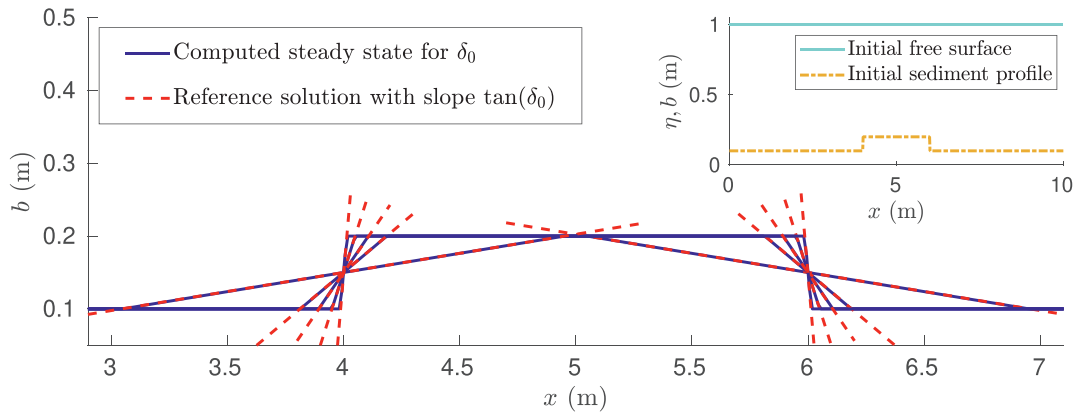 0.5
0.4
0.3
0.2
0.1
b (m)
Computed steady state for δ₀
Reference solution with slope tan(δ₀)
3
3.5
4
4.5
5
5.5
6
6.5
7
x (m)
1
0.5
0
η, b (m)
Initial free surface
Initial sediment profile
0
5
10
x (m)